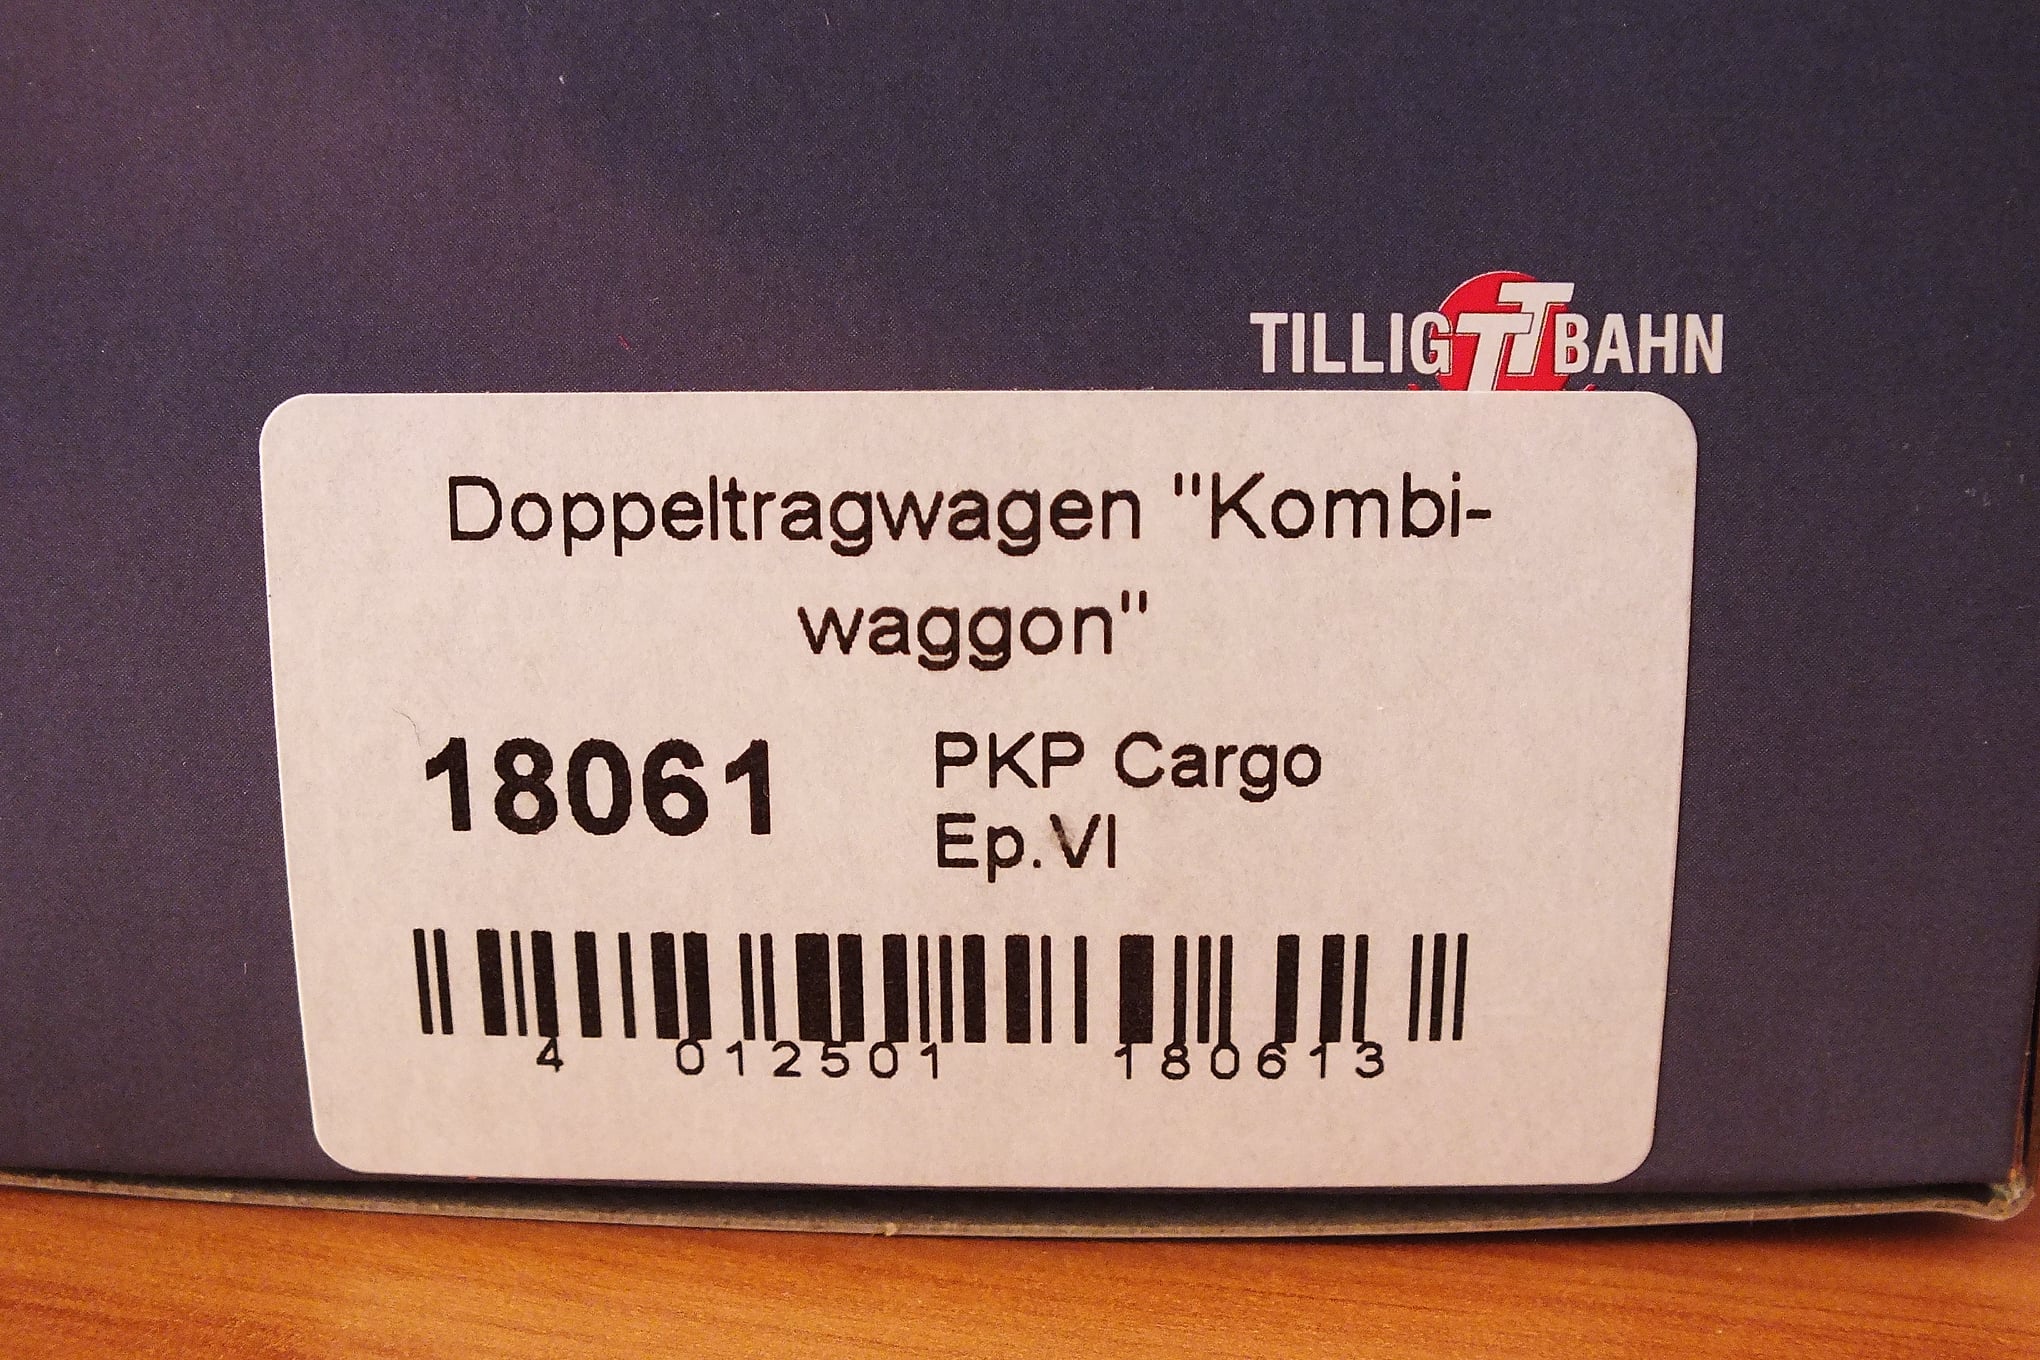 TILLIG TT BAHN
Doppeltragwagen "Kombi-
waggon"
18061
PKP Cargo
Ep.VI
4 012501 180613